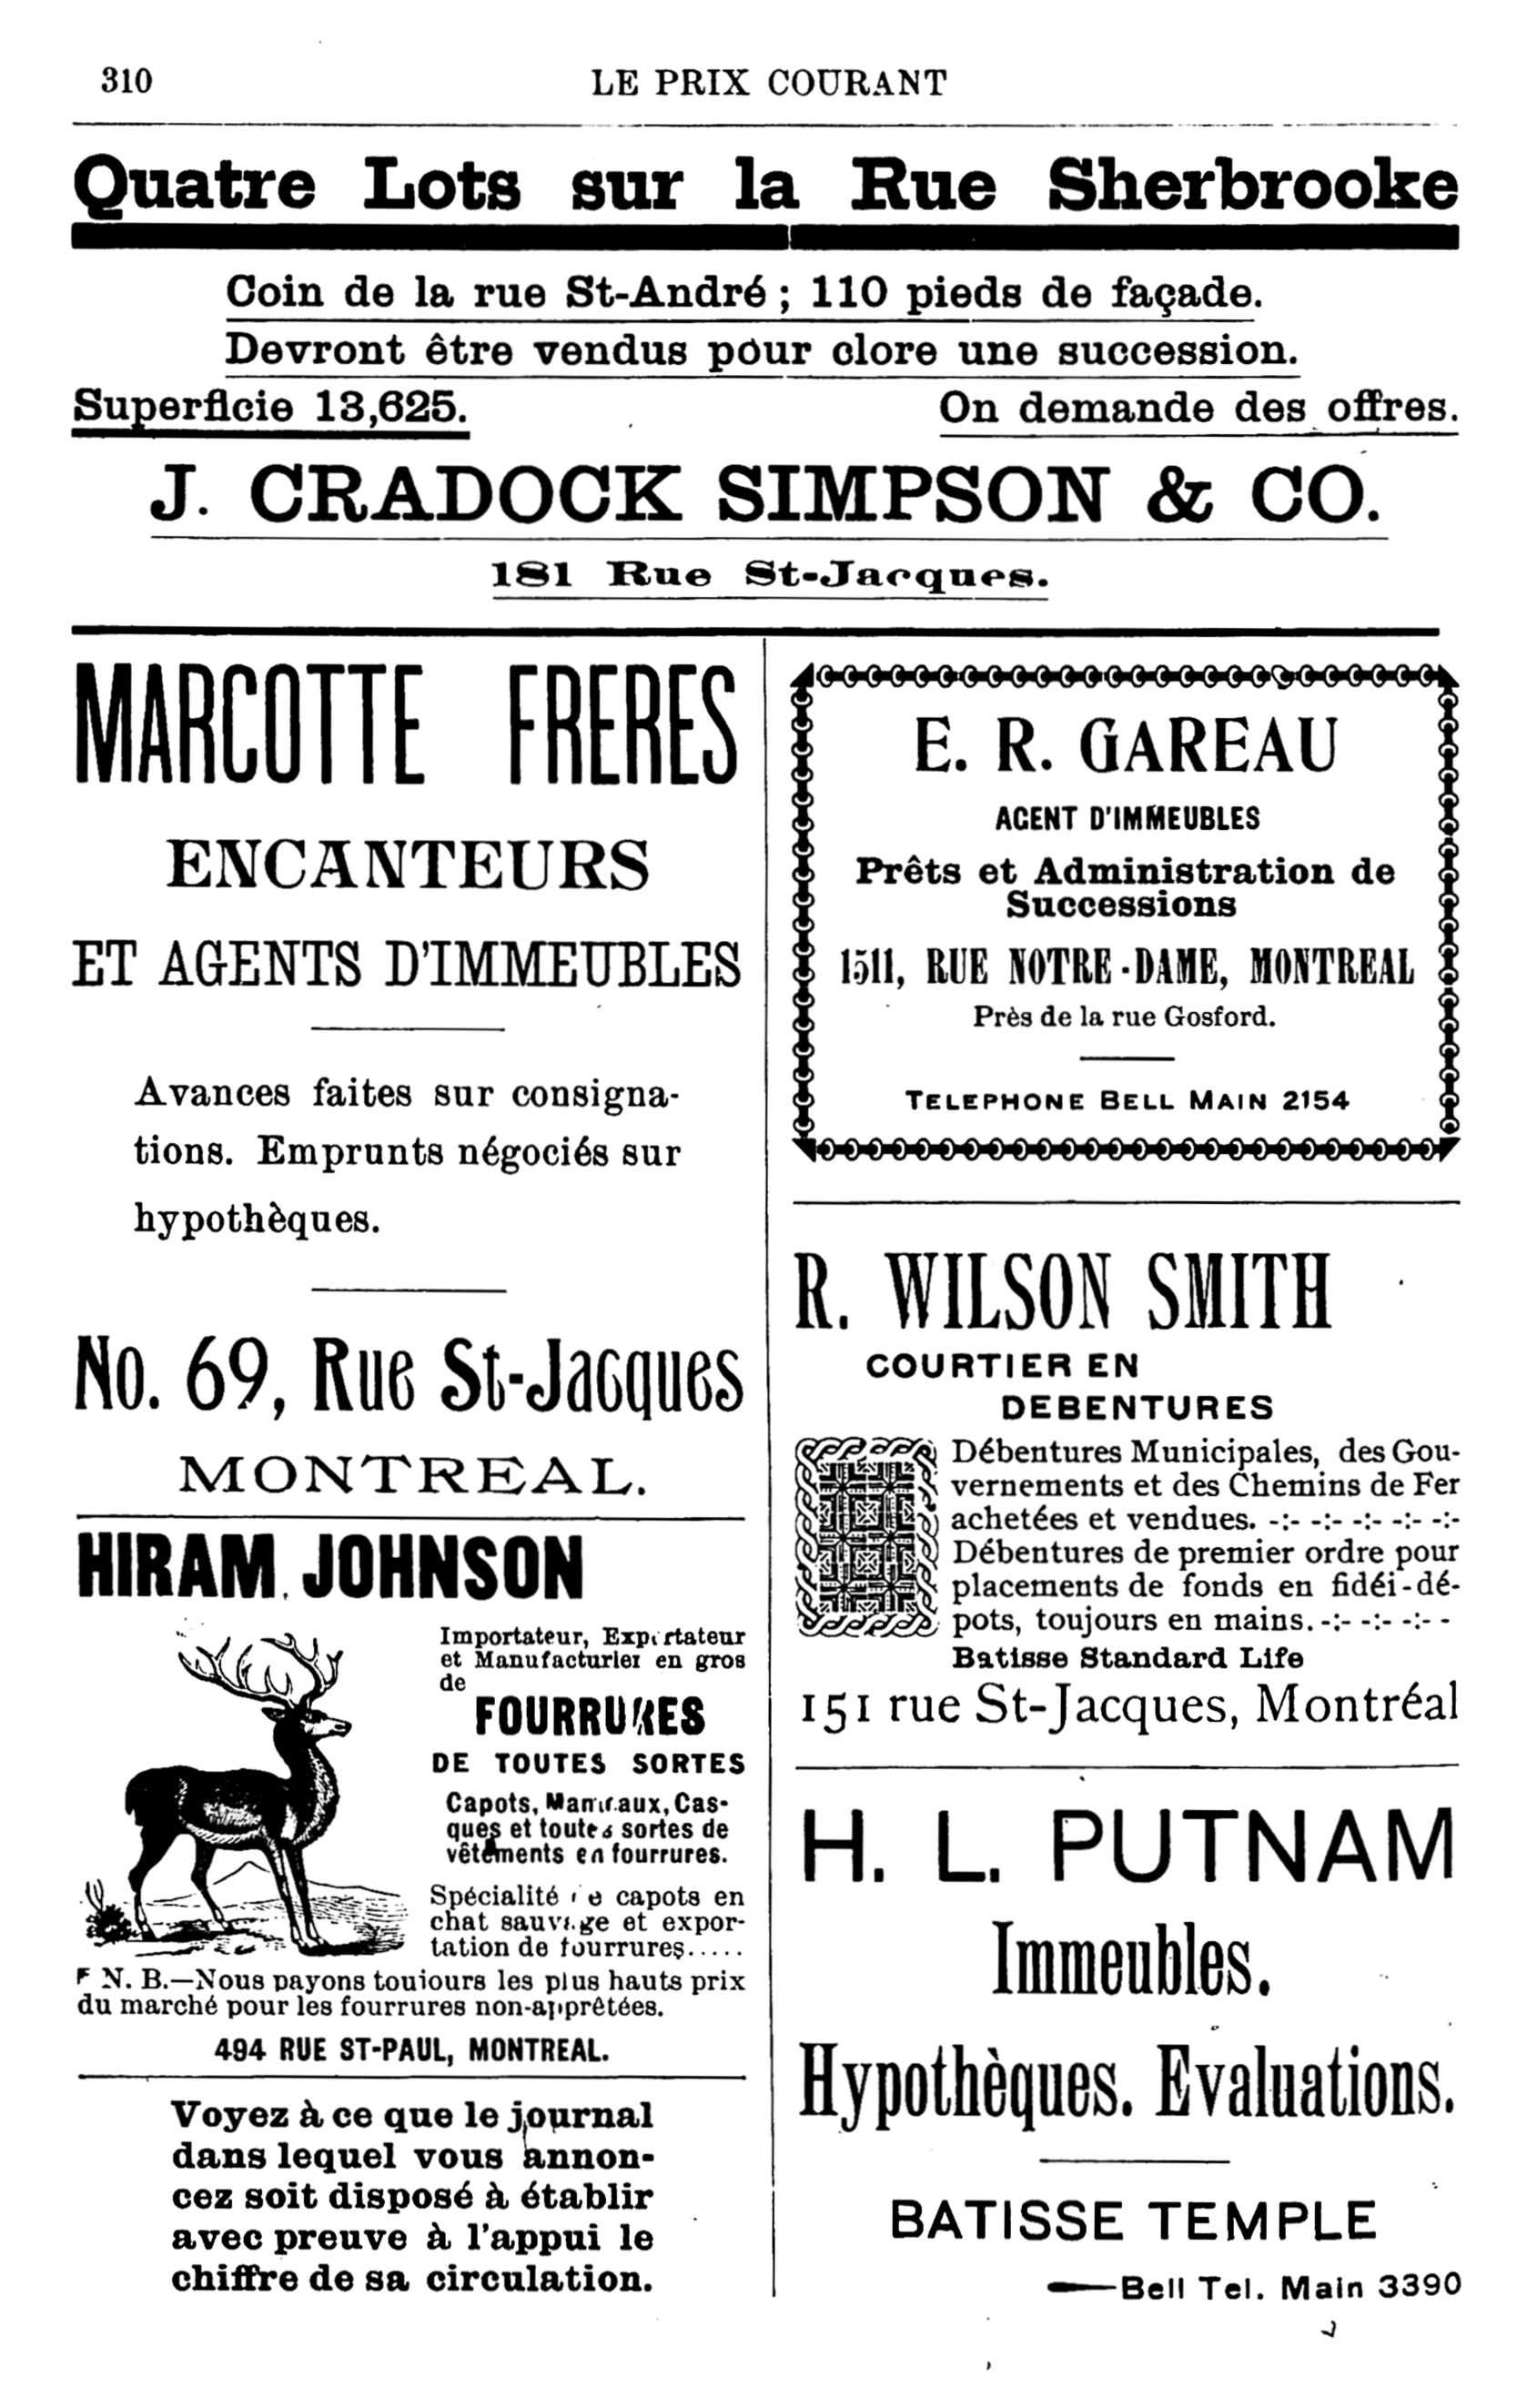 310
LE PRIX COURANT
Quatre Lots sur la Rue Sherbrooke
Coin de la rue St-André ; 110 pieds de façade.
Devront être vendus pour clore une succession.
Superficie 13,625.
On demande des offres.
J. CRADOCK SIMPSON & CO.
181 Rue St-Jacques.
MARCOTTE FRERES
ENCANTEURS
ET AGENTS D'IMMEUBLES
Avances faites sur consigna-
tions. Emprunts négociés sur
hypothèques.
No. 69, Rue St-Jacques
MONTREAL.
HIRAM JOHNSON
Importateur, Exportateur
et Manufacturier en gros
de
FOURRURES
DE TOUTES SORTES
Capots, Manteaux, Cas-
ques et toutes sortes de
vêtements en fourrures.
Spécialité de capots en
chat sauvage et expor-
tation de fourrures.....
N. B.—Nous payons toujours les plus hauts prix
du marché pour les fourrures non-apprêtées.
494 RUE ST-PAUL, MONTREAL.
Voyez à ce que le journal
dans lequel vous annon-
cez soit disposé à établir
avec preuve à l'appui le
chiffre de sa circulation.
E. R. GAREAU
AGENT D'IMMEUBLES
Prêts et Administration de
Successions
1511, RUE NOTRE-DAME, MONTREAL
Près de la rue Gosford.
TELEPHONE BELL MAIN 2154
R. WILSON SMITH
COURTIER EN
DEBENTURES
Débentures Municipales, des Gou-
vernements et des Chemins de Fer
achetées et vendues. -:- -:- -:- -:- -:-
Débentures de premier ordre pour
placements de fonds en fidéi-dé-
pots, toujours en mains. -:- -:- -:- -
Batisse Standard Life
151 rue St-Jacques, Montréal
H. L. PUTNAM
Immeubles.
Hypothèques. Evaluations.
BATISSE TEMPLE
—Bell Tel. Main 3390